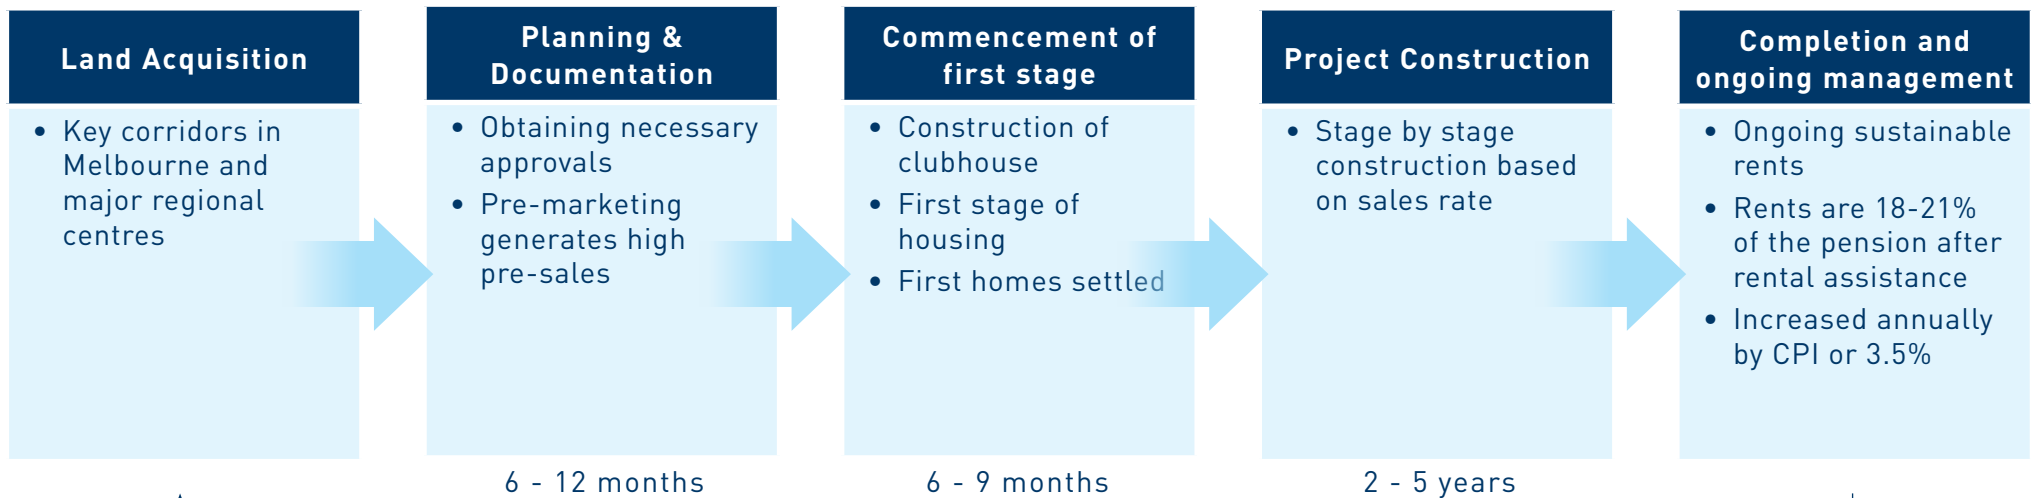 Land Acquisition
• Key corridors in
Melbourne and
major regional
centres
Planning &
Documentation
• Obtaining necessary
approvals
• Pre-marketing
generates high
pre-sales
6 - 12 months
Commencement of
first stage
• Construction of
clubhouse
• First stage of
housing
• First homes settled
6 - 9 months
Project Construction
• Stage by stage
construction based
on sales rate
2 - 5 years
Completion and
ongoing management
• Ongoing sustainable
rents
• Rents are 18-21%
of the pension after
rental assistance
• Increased annually
by CPI or 3.5%